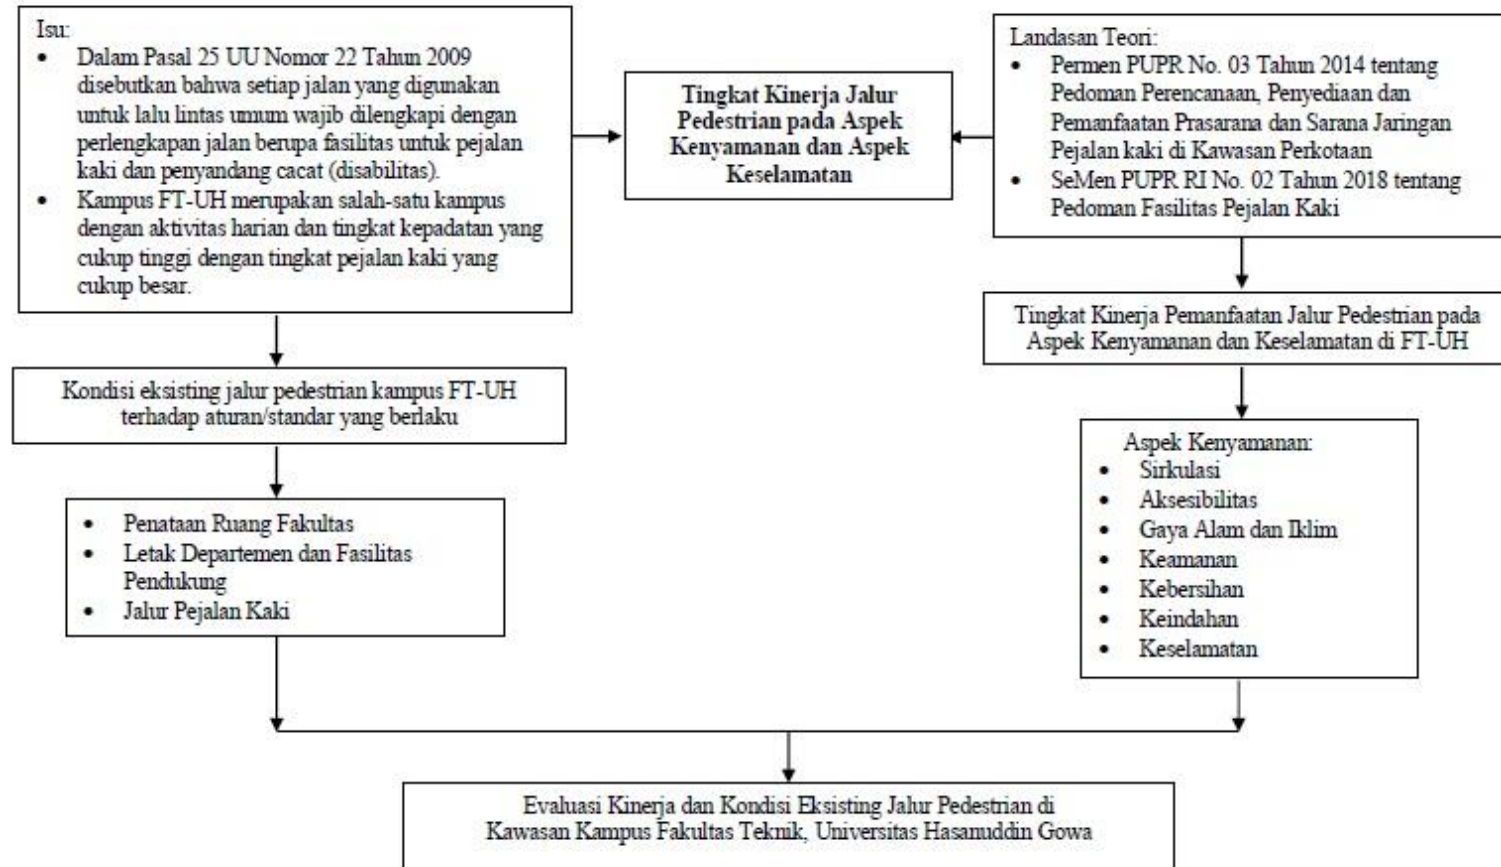 Isu:
• Dalam Pasal 25 UU Nomor 22 Tahun 2009
disebutkan bahwa setiap jalan yang digunakan
untuk lalu lintas umum wajib dilengkapi dengan
perlengkapan jalan berupa fasilitas untuk pejalan
kaki dan penyandang cacat (disabilitas).
• Kampus FT-UH merupakan salah-satu kampus
dengan aktivitas harian dan tingkat kepadatan yang
cukup tinggi dengan tingkat pejalan kaki yang
cukup besar.
Tingkat Kinerja Jalur
Pedestrian pada Aspek
Kenyamanan dan Aspek
Keselamatan
Landasan Teori:
• Permen PUPR No. 03 Tahun 2014 tentang
Pedoman Perencanaan, Penyediaan dan
Pemanfaatan Prasarana dan Sarana Jaringan
Pejalan kaki di Kawasan Perkotaan
• SeMen PUPR RI No. 02 Tahun 2018 tentang
Pedoman Fasilitas Pejalan Kaki
Kondisi eksisting jalur pedestrian kampus FT-UH
terhadap aturan/standar yang berlaku
• Penataan Ruang Fakultas
• Letak Departemen dan Fasilitas
Pendukung
• Jalur Pejalan Kaki
Tingkat Kinerja Pemanfaatan Jalur Pedestrian pada
Aspek Kenyamanan dan Keselamatan di FT-UH
Aspek Kenyamanan:
• Sirkulasi
• Aksesibilitas
• Gaya Alam dan Iklim
• Keamanan
• Kebersihan
• Keindahan
• Keselamatan
Evaluasi Kinerja dan Kondisi Eksisting Jalur Pedestrian di
Kawasan Kampus Fakultas Teknik, Universitas Hasanuddin Gowa